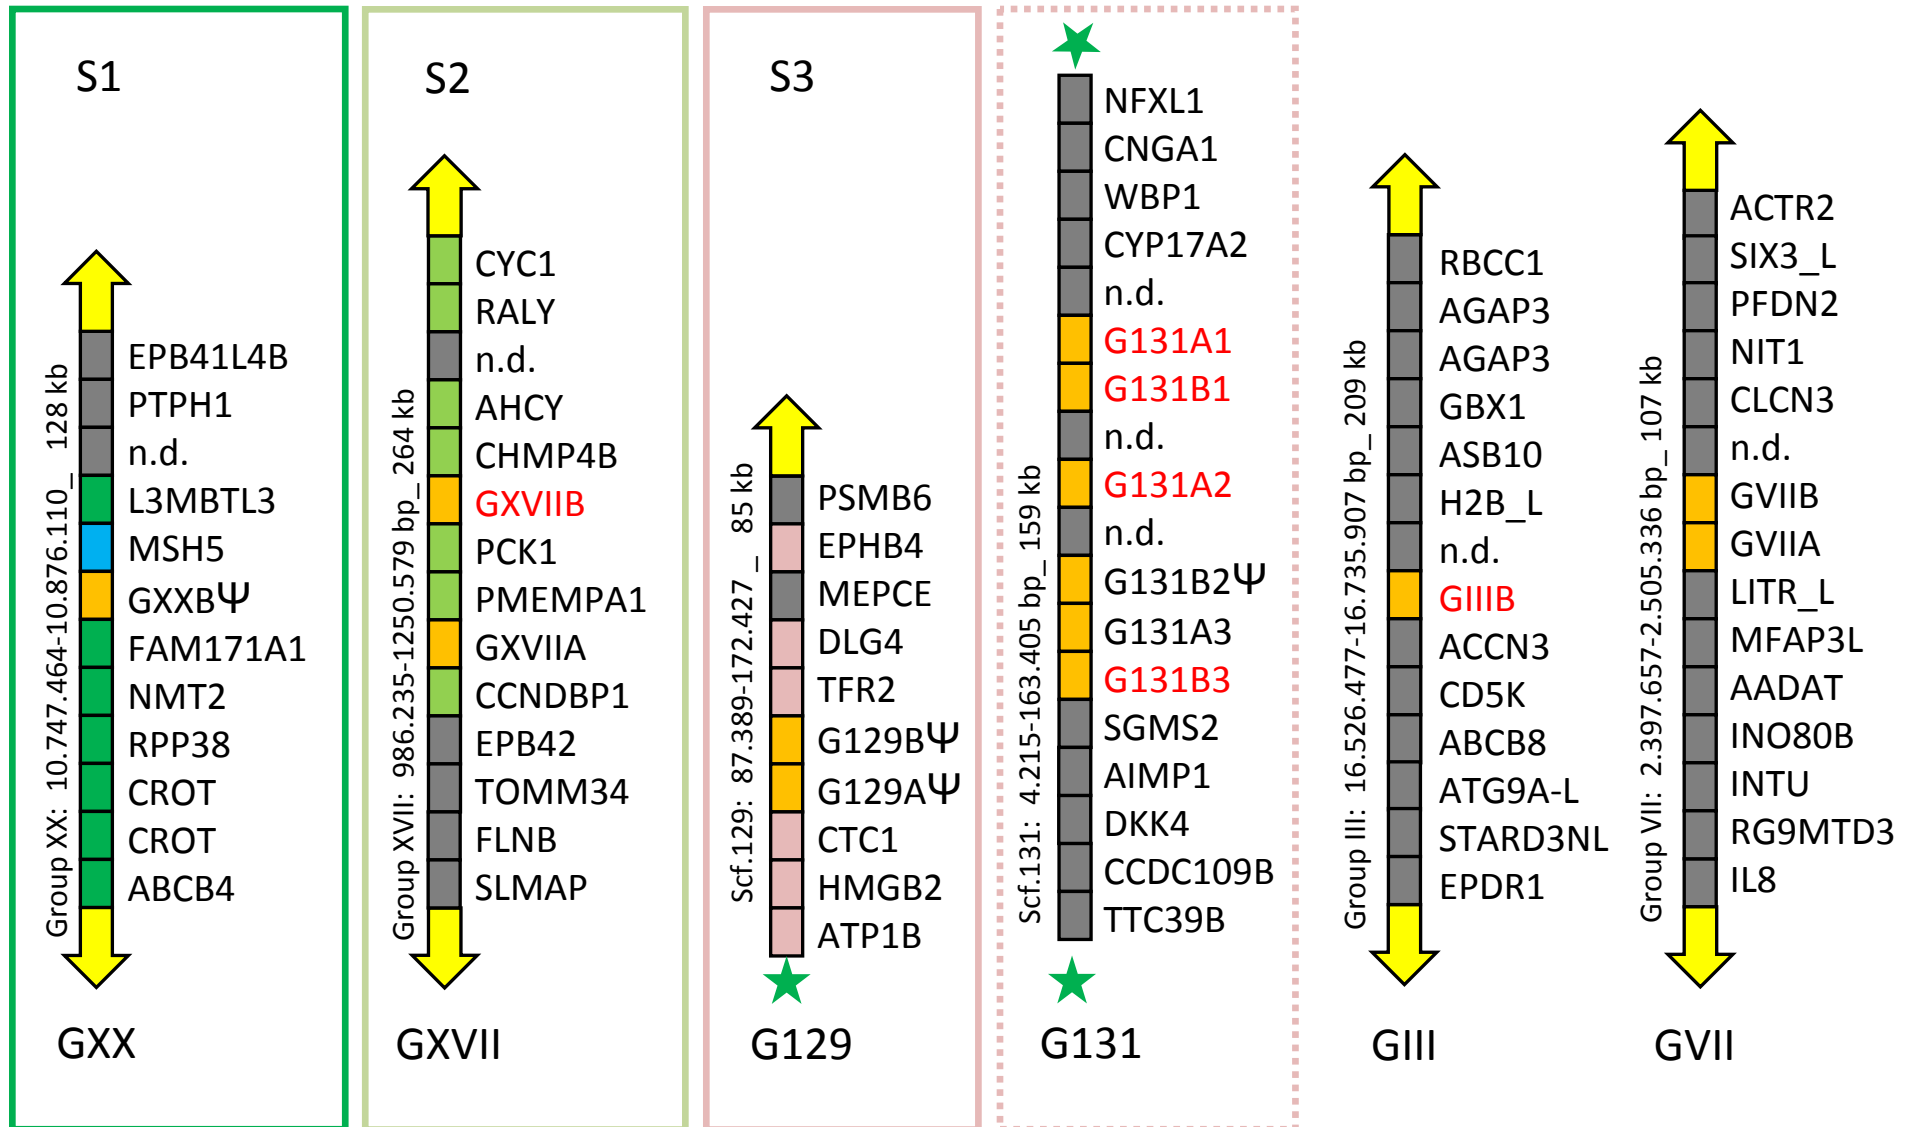 S1
Group XX: 10.747.464-10.876.110_ 128 kb
EPB41L4B
PTPH1
n.d.
L3MBTL3
MSH5
GXXBΨ
FAM171A1
NMT2
RPP38
CROT
CROT
ABCB4
GXX
S2
Group XVII: 986.235-1250.579 bp_ 264 kb
CYC1
RALY
n.d.
AHCY
CHMP4B
GXVIIB
PCK1
PMEMPA1
GXVIIA
CCNDBP1
EPB42
TOMM34
FLNB
SLMAP
GXVII
S3
Scf.129: 87.389-172.427_ 85 kb
PSMB6
EPHB4
MEPCE
DLG4
TFR2
G129BΨ
G129AΨ
CTC1
HMGB2
ATP1B
G129
Scf.131: 4.215-163.405 bp_ 159 kb
NFXL1
CNGA1
WBP1
CYP17A2
n.d.
G131A1
G131B1
n.d.
G131A2
n.d.
G131B2Ψ
G131A3
G131B3
SGMS2
AIMP1
DKK4
CCDC109B
TTC39B
G131
Group III: 16.526.477-16.735.907 bp_ 209 kb
RBCC1
AGAP3
AGAP3
GBX1
ASB10
H2B_L
n.d.
GIIIB
ACCN3
CD5K
ABCB8
ATG9A-L
STARD3NL
EPDR1
GIII
Group VII: 2.397.657-2.505.336 bp_ 107 kb
ACTR2
SIX3_L
PFDN2
NIT1
CLCN3
n.d.
GVIIB
GVIIA
LITR_L
MFAP3L
AADAT
INO80B
INTU
RG9MTD3
IL8
GVII